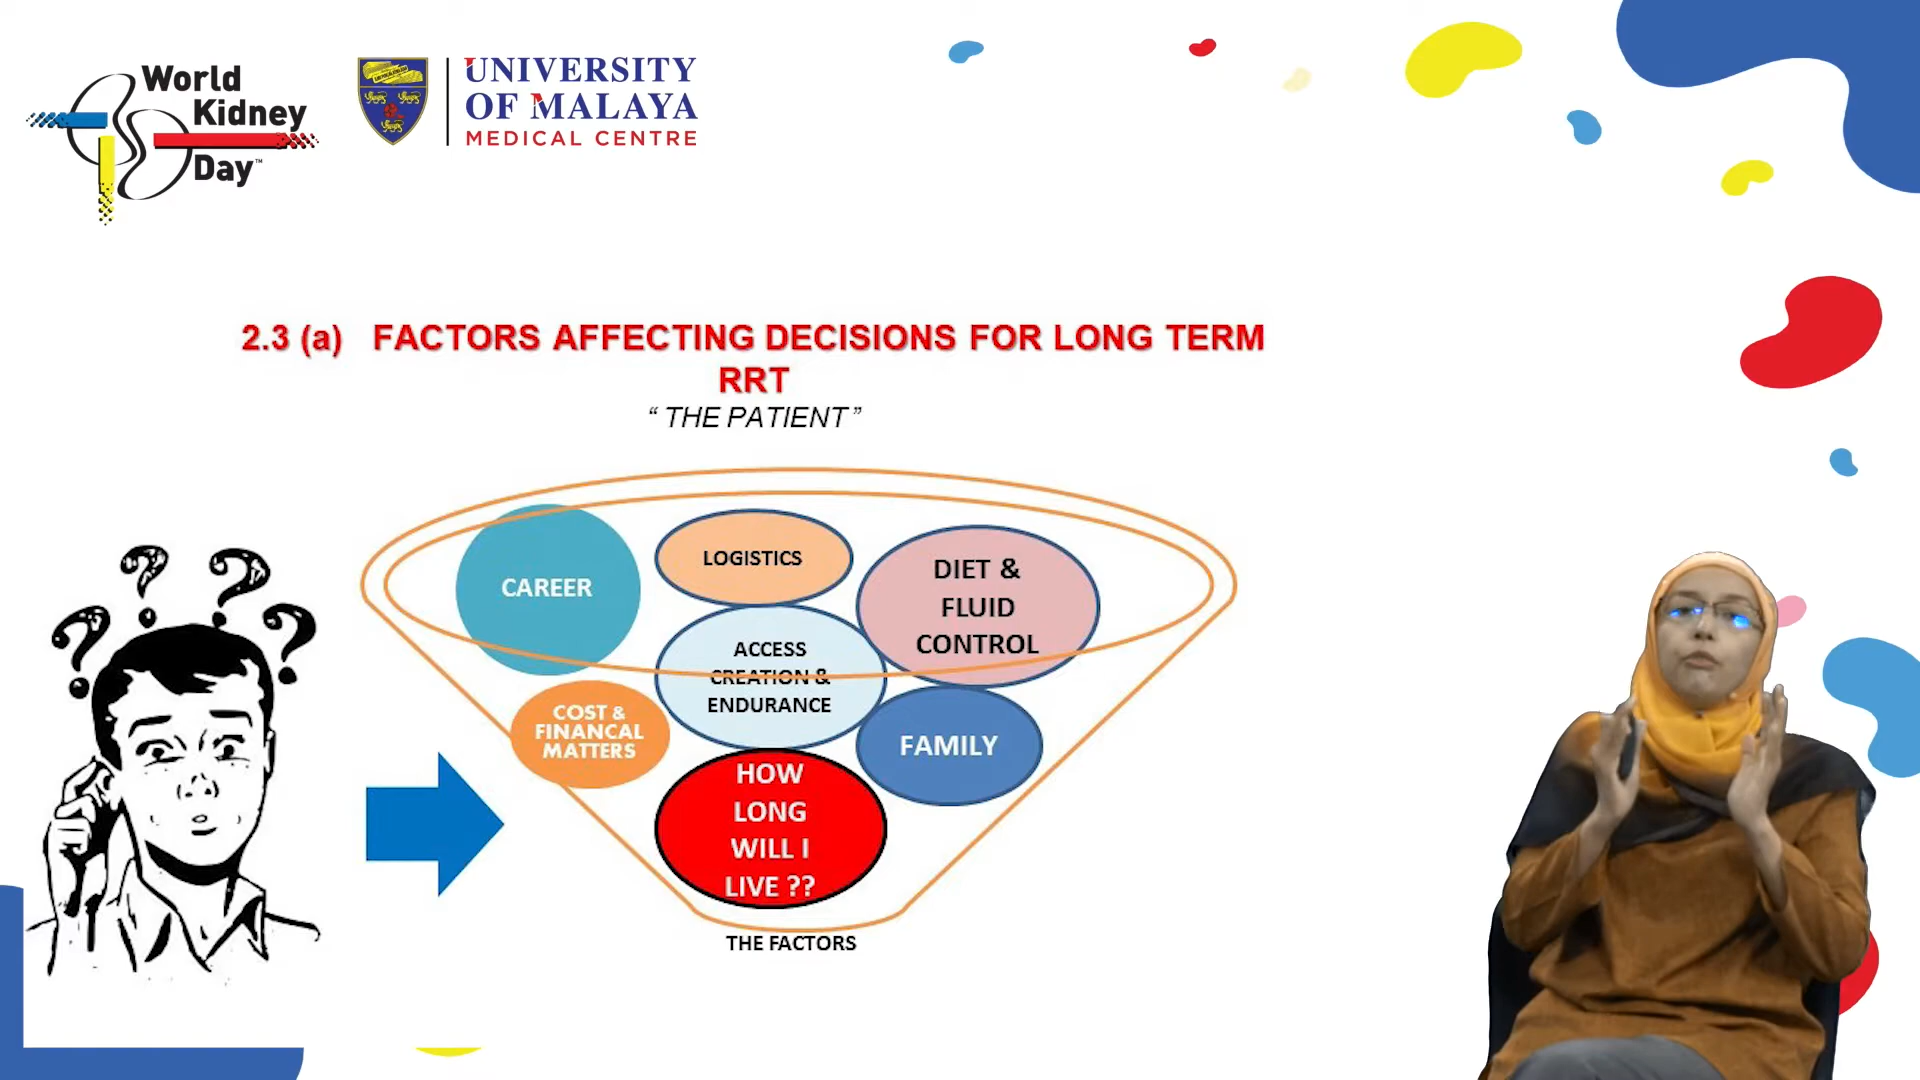 World
Kidney
Day™
UNIVERSITY
OF MALAYA
MEDICAL CENTRE
2.3 (a) FACTORS AFFECTING DECISIONS FOR LONG TERM
RRT
“ THE PATIENT ”
? ? ? ?
CAREER
LOGISTICS
DIET &
FLUID
CONTROL
ACCESS
CREATION &
ENDURANCE
COST &
FINANCAL
MATTERS
FAMILY
HOW
LONG
WILL I
LIVE ??
THE FACTORS